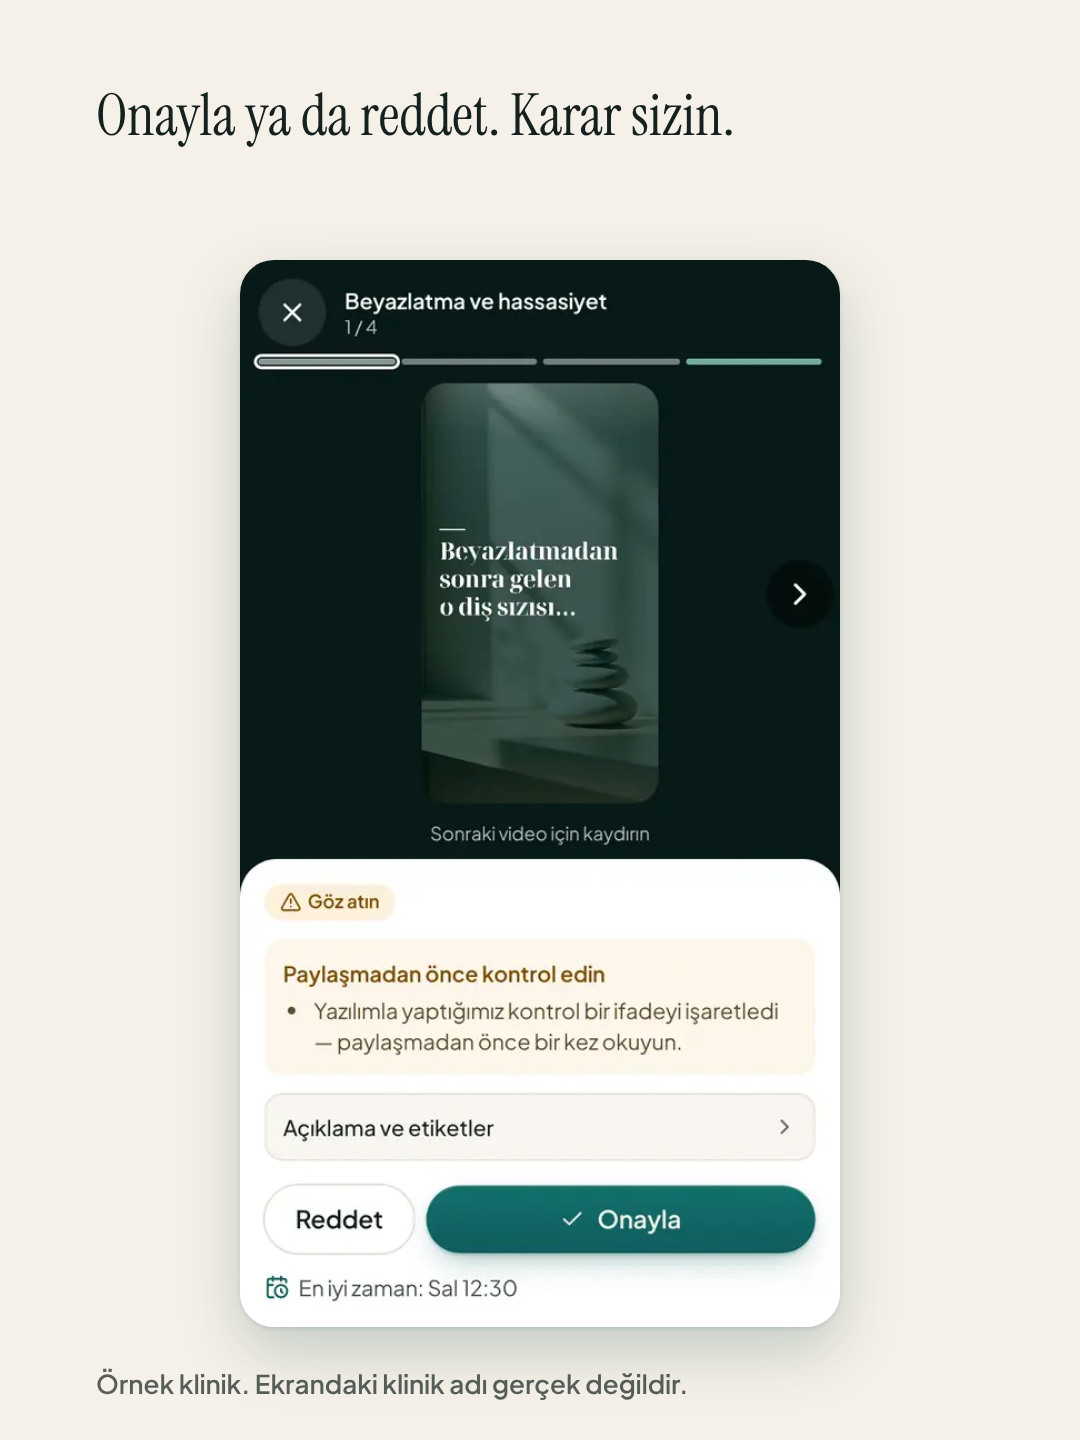 Onayla ya da reddet. Karar sizin.
Beyazlatma ve hassasiyet
1 / 4
Beyazlatmadan
sonra gelen
o diş sızısı...
Sonraki video için kaydırın
Göz atın
Paylaşmadan önce kontrol edin
• Yazılımla yaptığımız kontrol bir ifadeyi işaretledi
— paylaşmadan önce bir kez okuyun.
Açıklama ve etiketler
Reddet
Onayla
En iyi zaman: Sal 12:30
Örnek klinik. Ekrandaki klinik adı gerçek değildir.